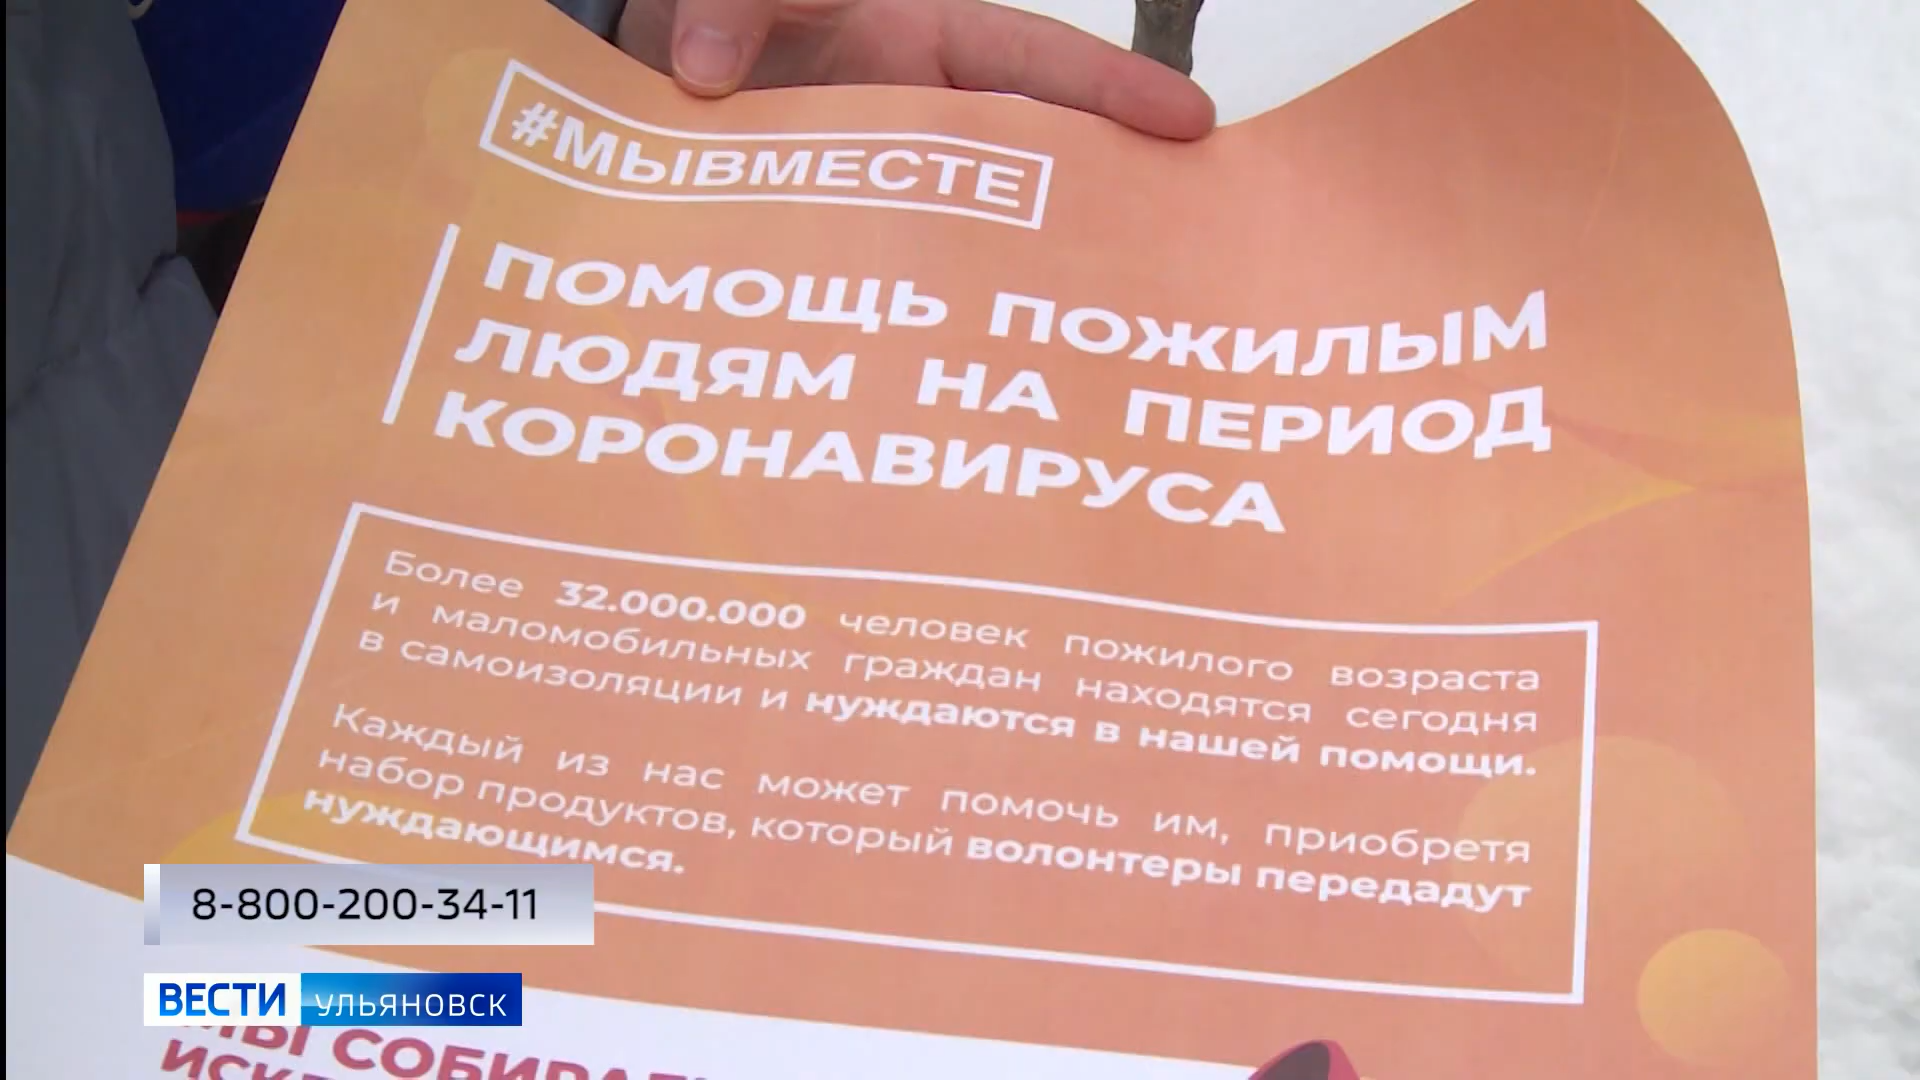 #МЫВМЕСТЕ
ПОМОЩЬ ПОЖИЛЫМ
ЛЮДЯМ НА ПЕРИОД
КОРОНАВИРУСА
Более 32.000.000 человек пожилого возраста
и маломобильных граждан находятся сегодня
в самоизоляции и нуждаются в нашей помощи.
Каждый из нас может помочь им, приобретя
набор продуктов, который волонтеры передадут
нуждающимся.
8-800-200-34-11
ВЕСТИ УЛЬЯНОВСК
МЫ